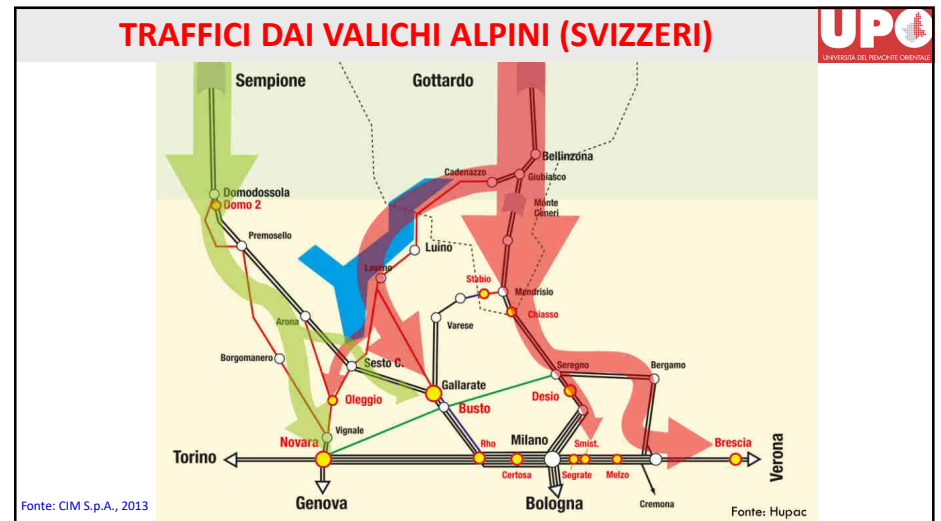 TRAFFICI DAI VALICHI ALPINI (SVIZZERI)
UPO
UNIVERSITÀ DEL PIEMONTE ORIENTALE
Sempione
Gottardo
Bellinzona
Cadenazzo
Giubiasco
Domodossola
Domo 2
Monte
Ceneri
Premosello
Luino
Laveno
Stabio
Mendrisio
Chiasso
Arona
Varese
Borgomanero
Sesto C.
Seregno
Bergamo
Gallarate
Oleggio
Busto
Desio
Vignale
Novara
Rho
Milano
Smist.
Brescia
Torino
Verona
Certosa
Segrate
Melzo
Genova
Bologna
Cremona
Fonte: CIM S.p.A., 2013
Fonte: Hupac